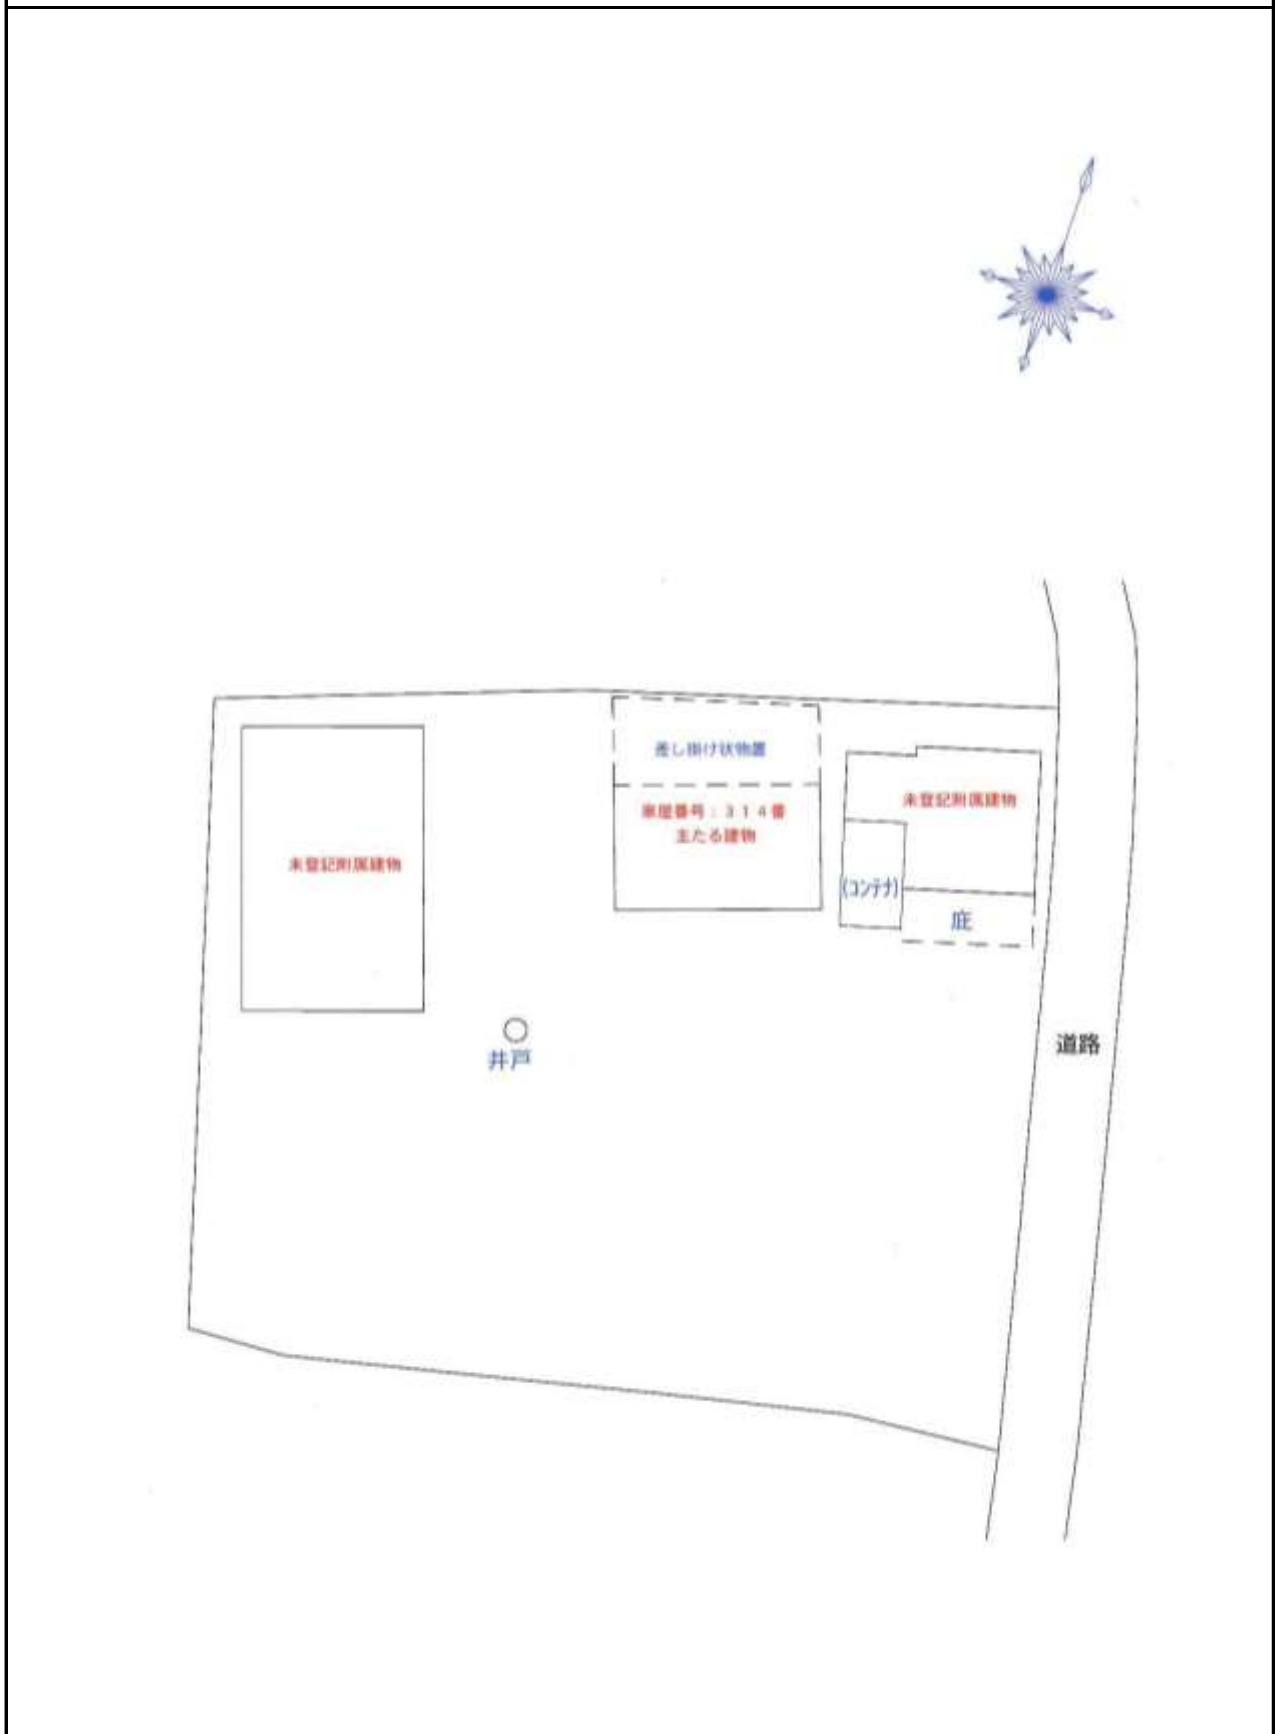 差し掛け状物置
未登記附属建物
家屋番号：３１４番
主たる建物
未登記附属建物
(コンテナ)
庇
井戸
道路